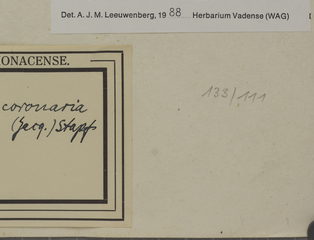 Det. A. J. M. Leeuwenberg, 1988 Herbarium Vadense (WAG)
ONACENSE.
coronaria
(Jacq.) Stapf
133/111